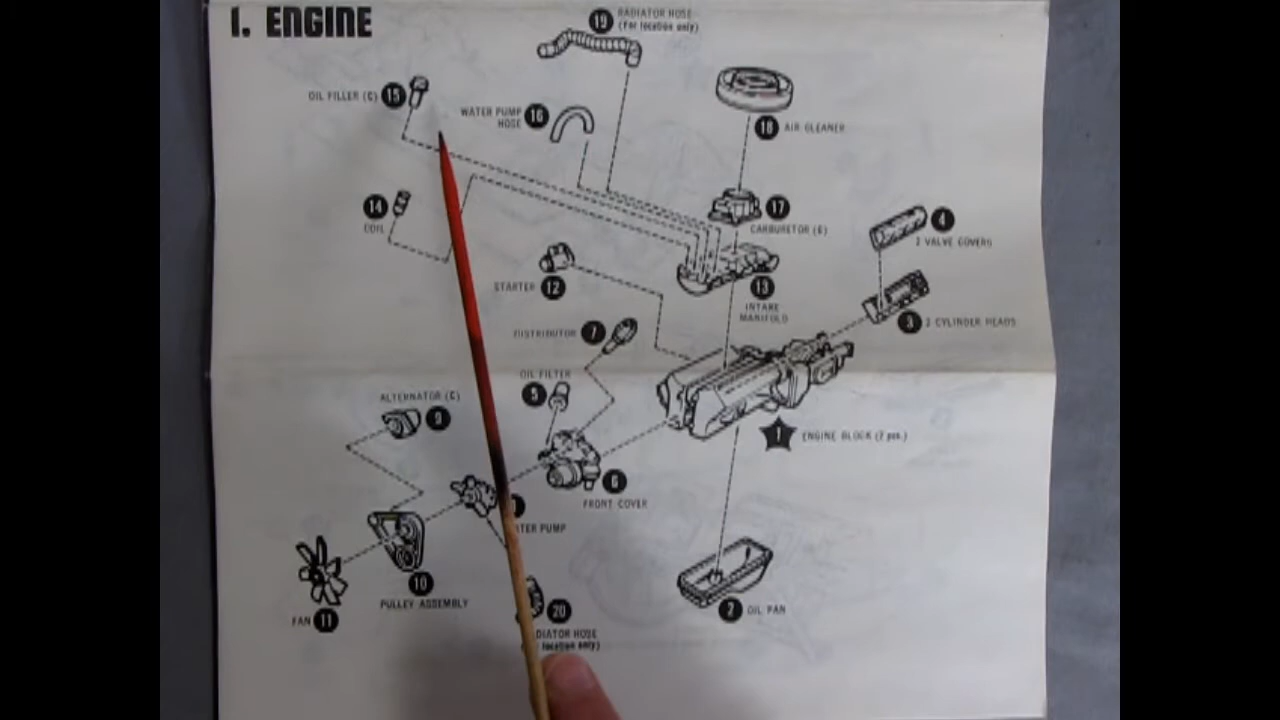 1. ENGINE
19 RADIATOR HOSE
(For location only)
OIL FILLER (C) 15
WATER PUMP 16
HOSE
18 AIR CLEANER
14
COIL
17
CARBURETOR (C)
4
2 VALVE COVERS
STARTER 12
13
INTAKE
MANIFOLD
3 2 CYLINDER HEADS
DISTRIBUTOR 7
OIL FILTER
5
ALTERNATOR (C)
9
1 ENGINE BLOCK (2 pcs.)
6
FRONT COVER
TER PUMP
10
PULLEY ASSEMBLY
FAN 11
2 OIL PAN
20
DIATOR HOSE
location only)